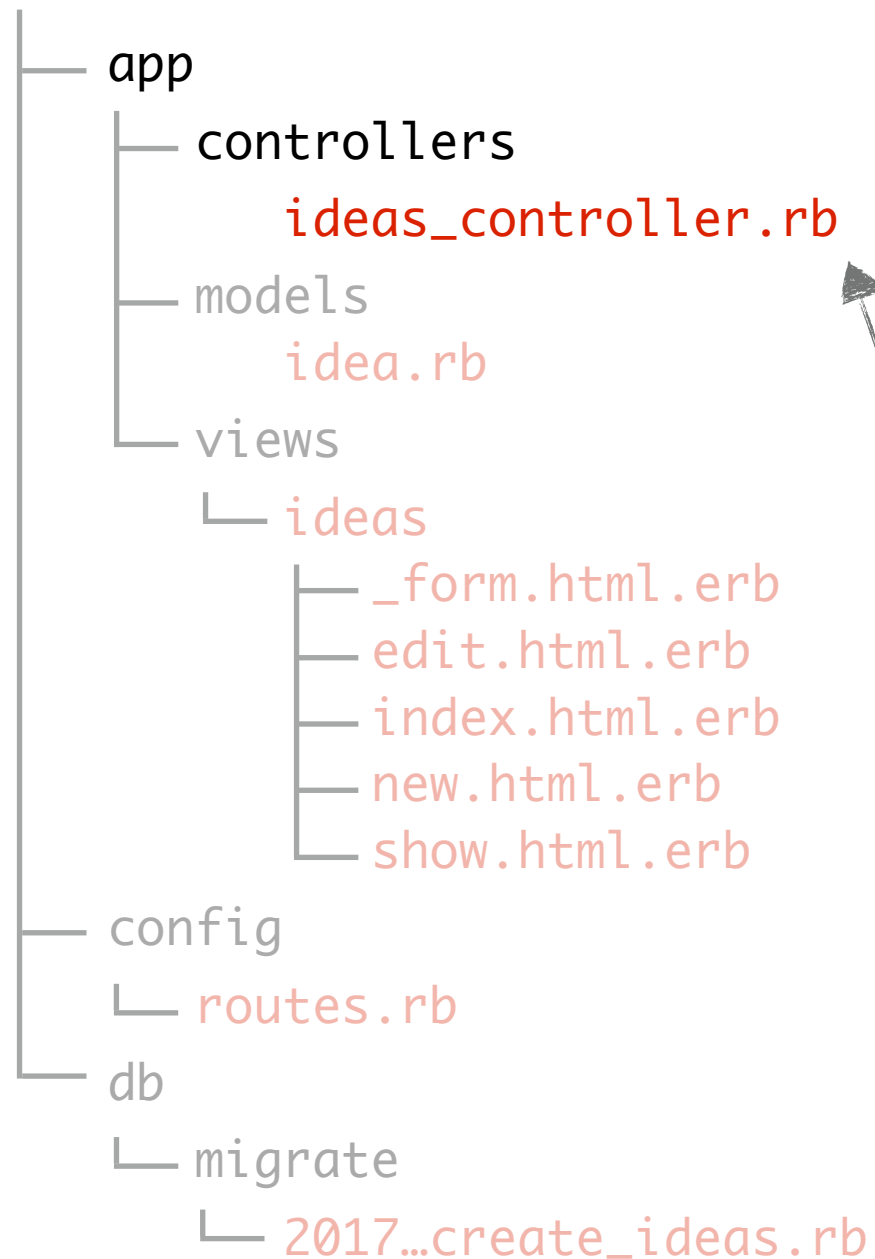 app
controllers
ideas_controller.rb
models
idea.rb
views
ideas
_form.html.erb
edit.html.erb
index.html.erb
new.html.erb
show.html.erb
config
routes.rb
db
migrate
2017…create_ideas.rb